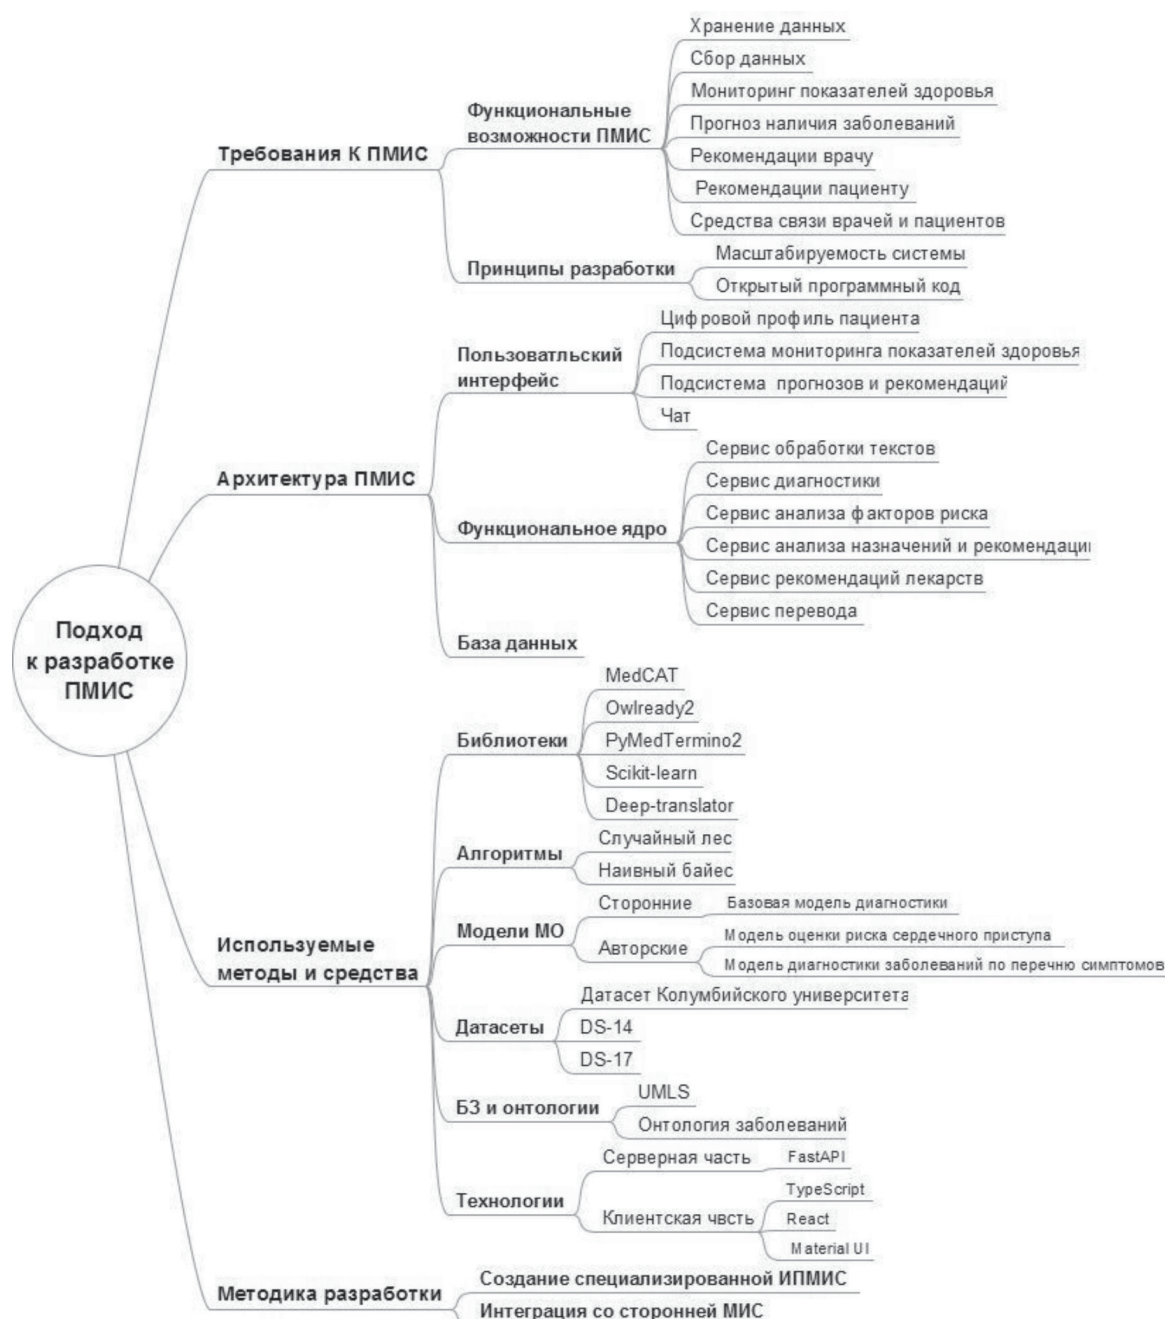 Подход
к разработке
ПМИС
Требования К ПМИС
Функциональные
возможности ПМИС
Хранение данных
Сбор данных
Мониторинг показателей здоровья
Прогноз наличия заболеваний
Рекомендации врачу
Рекомендации пациенту
Средства связи врачей и пациентов
Принципы разработки
Масштабируемость системы
Открытый программный код
Архитектура ПМИС
Пользоватльский
интерфейс
Цифровой профиль пациента
Подсистема мониторинга показателей здоровья
Подсистема прогнозов и рекомендаций
Чат
Функциональное ядро
Сервис обработки текстов
Сервис диагностики
Сервис анализа факторов риска
Сервис анализа назначений и рекомендаци
Сервис рекомендаций лекарств
Сервис перевода
База данных
Используемые
методы и средства
Библиотеки
MedCAT
Owlready2
PyMedTermino2
Scikit-learn
Deep-translator
Алгоритмы
Случайный лес
Наивный байес
Модели МО
Сторонние
Базовая модель диагностики
Авторские
Модель оценки риска сердечного приступа
Модель диагностики заболеваний по перечню симптомов
Датасеты
Датасет Колумбийского университета
DS-14
DS-17
БЗ и онтологии
UMLS
Онтология заболеваний
Технологии
Серверная часть
FastAPI
Клиентская чвсть
TypeScript
React
Material UI
Методика разработки
Создание специализированной ИПМИС
Интеграция со сторонней МИС